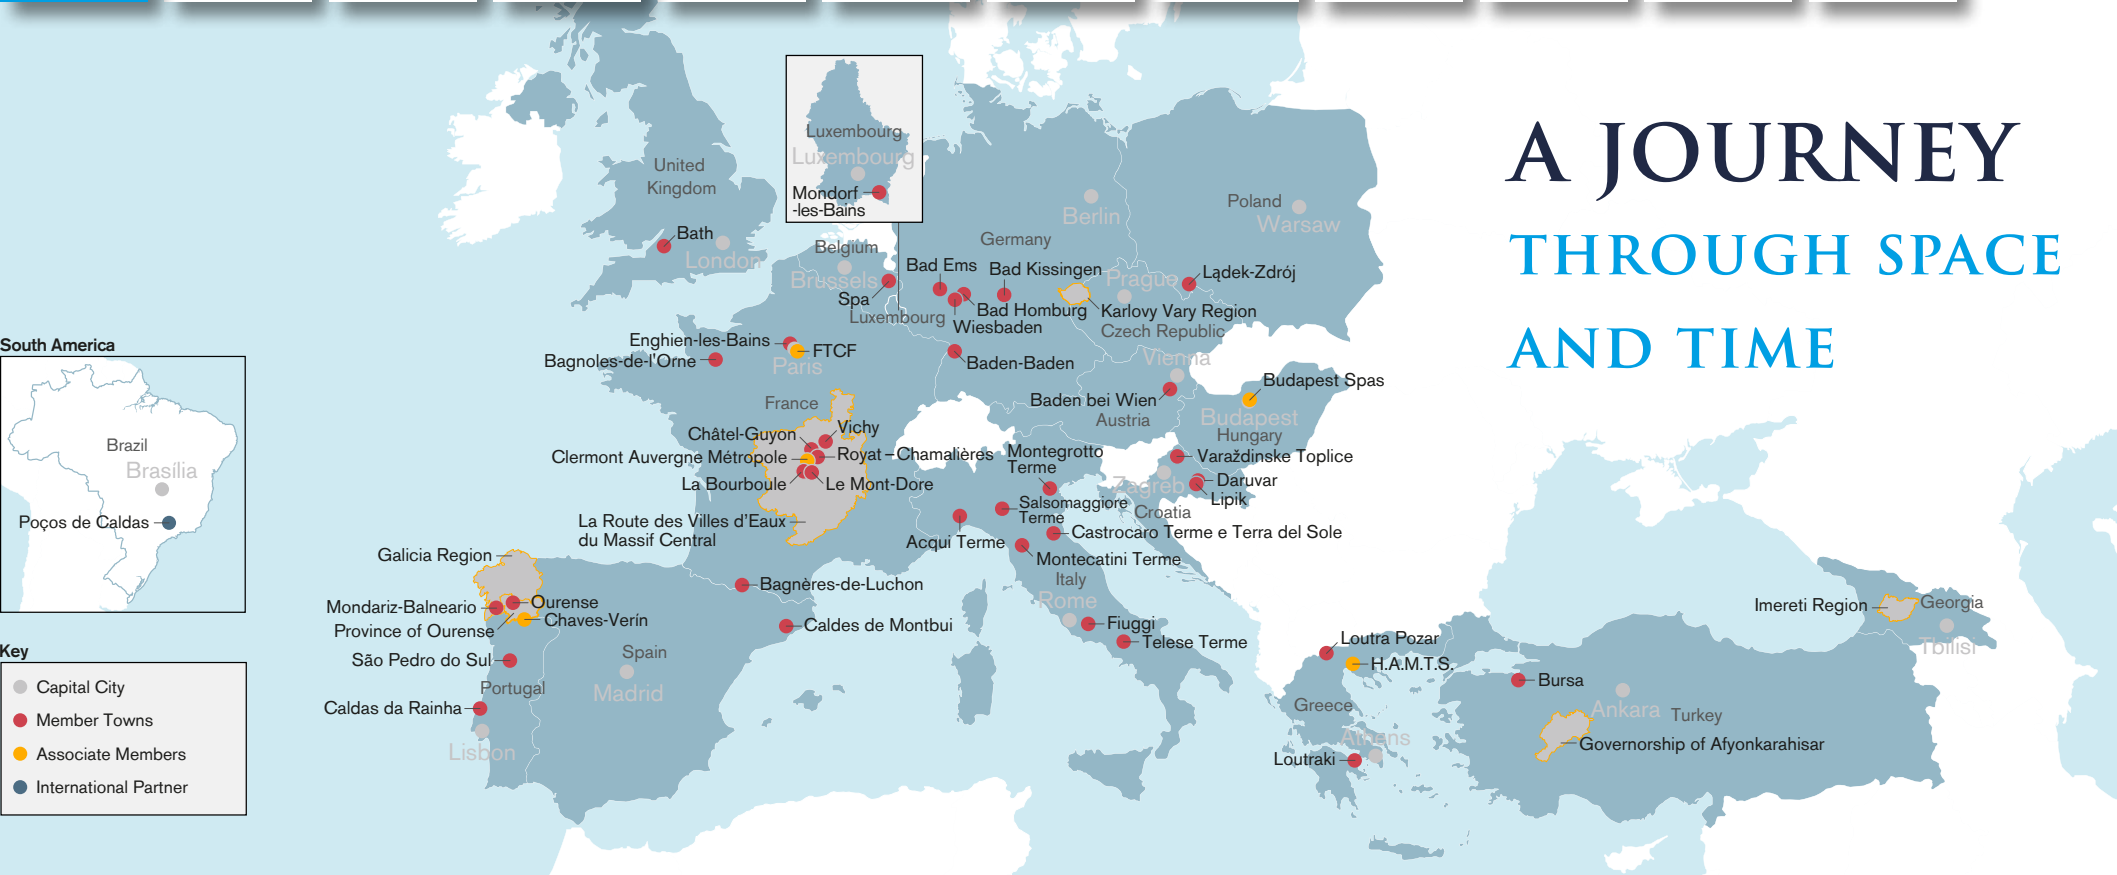 A JOURNEY
THROUGH SPACE
AND TIME
Luxembourg
Luxembourg
Mondorf
-les-Bains
United
Kingdom
Bath
London
Belgium
Brussels
Spa
Luxembourg
Berlin
Germany
Bad Ems
Bad Kissingen
Bad Homburg
Wiesbaden
Baden-Baden
Poland
Warsaw
Prague
Lądek-Zdrój
Karlovy Vary Region
Czech Republic
Vienna
Baden bei Wien
Austria
Budapest Spas
Budapest
Hungary
Enghien-les-Bains
FTCF
Bagnoles-de-l'Orne
Paris
France
Châtel-Guyon
Vichy
Clermont Auvergne Métropole
Royat – Chamalières
La Bourboule
Le Mont-Dore
La Route des Villes d'Eaux
du Massif Central
Bagnères-de-Luchon
Montegrotto
Terme
Salsomaggiore
Terme
Acqui Terme
Castrocaro Terme e Terra del Sole
Montecatini Terme
Italy
Rome
Fiuggi
Telese Terme
Varaždinske Toplice
Zagreb
Daruvar
Lipik
Croatia
Galicia Region
Mondariz-Balneario
Ourense
Chaves-Verín
Province of Ourense
São Pedro do Sul
Portugal
Caldas da Rainha
Lisbon
Caldes de Montbui
Spain
Madrid
Loutra Pozar
H.A.M.T.S.
Greece
Athens
Loutraki
Bursa
Ankara
Turkey
Governorship of Afyonkarahisar
Imereti Region
Georgia
Tbilisi
South America
Brazil
Brasília
Poços de Caldas
Key
Capital City
Member Towns
Associate Members
International Partner